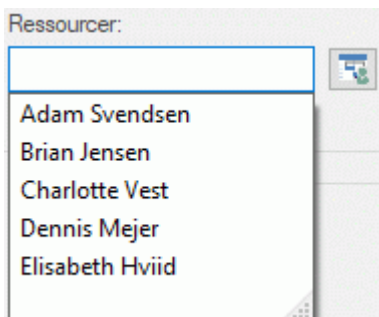 Ressourcer:
Adam Svendsen
Brian Jensen
Charlotte Vest
Dennis Mejer
Elisabeth Hviid